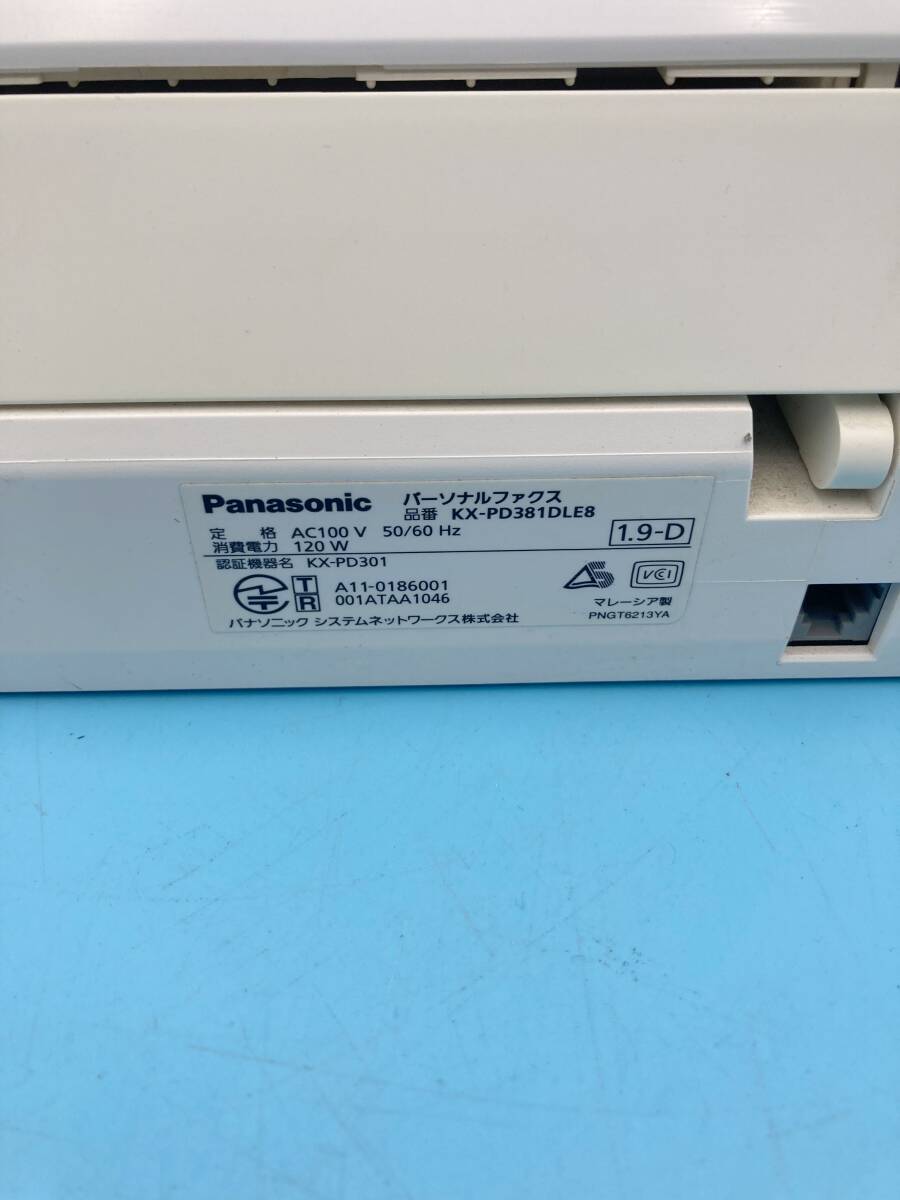 Panasonic パーソナルファクス
品番 KX-PD381DLE8
定 格 AC100 V 50/60 Hz
消費電力 120 W
1.9-D
認証機器名 KX-PD301
T A11-0186001
R 001ATAA1046
VCI
マレーシア製
パナソニック システムネットワークス株式会社
PNGT6213YA